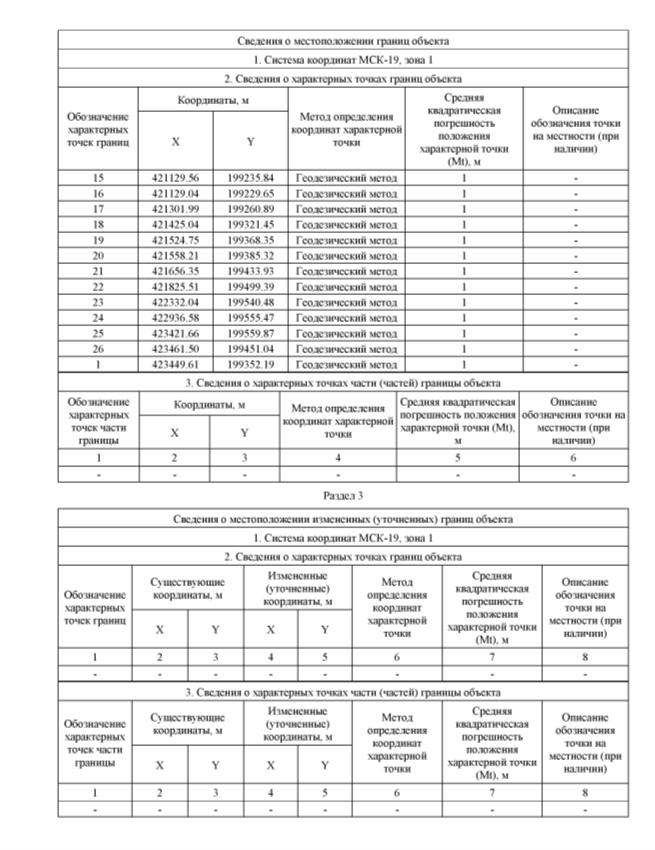 Сведения о местоположении границ объекта
1. Система координат МСК-19, зона 1
2. Сведения о характерных точках границ объекта
Обозначение характерных точек границ | Координаты, м | Метод определения координат характерной точки | Средняя квадратическая погрешность положения характерной точки (Mt), м | Описание обозначения точки на местности (при наличии)
X | Y
15 | 421129.56 | 199235.84 | Геодезический метод | 1 | -
16 | 421129.04 | 199229.65 | Геодезический метод | 1 | -
17 | 421301.99 | 199260.89 | Геодезический метод | 1 | -
18 | 421425.04 | 199321.45 | Геодезический метод | 1 | -
19 | 421524.75 | 199368.35 | Геодезический метод | 1 | -
20 | 421558.21 | 199385.32 | Геодезический метод | 1 | -
21 | 421656.35 | 199433.93 | Геодезический метод | 1 | -
22 | 421825.51 | 199499.39 | Геодезический метод | 1 | -
23 | 422332.04 | 199540.48 | Геодезический метод | 1 | -
24 | 422936.58 | 199555.47 | Геодезический метод | 1 | -
25 | 423421.66 | 199559.87 | Геодезический метод | 1 | -
26 | 423461.50 | 199451.04 | Геодезический метод | 1 | -
1 | 423449.61 | 199352.19 | Геодезический метод | 1 | -
3. Сведения о характерных точках части (частей) границы объекта
Обозначение характерных точек части границы | Координаты, м | Метод определения координат характерной точки | Средняя квадратическая погрешность положения характерной точки (Mt), м | Описание обозначения точки на местности (при наличии)
X | Y
1 | 2 | 3 | 4 | 5 | 6
- | - | - | - | - | -
Раздел 3
Сведения о местоположении измененных (уточненных) границ объекта
1. Система координат МСК-19, зона 1
2. Сведения о характерных точках границ объекта
Обозначение характерных точек границ | Существующие координаты, м | Измененные (уточненные) координаты, м | Метод определения координат характерной точки | Средняя квадратическая погрешность положения характерной точки (Mt), м | Описание обозначения точки на местности (при наличии)
X | Y | X | Y
1 | 2 | 3 | 4 | 5 | 6 | 7 | 8
- | - | - | - | - | - | - | -
3. Сведения о характерных точках части (частей) границы объекта
Обозначение характерных точек части границы | Существующие координаты, м | Измененные (уточненные) координаты, м | Метод определения координат характерной точки | Средняя квадратическая погрешность положения характерной точки (Mt), м | Описание обозначения точки на местности (при наличии)
X | Y | X | Y
1 | 2 | 3 | 4 | 5 | 6 | 7 | 8
- | - | - | - | - | - | - | -